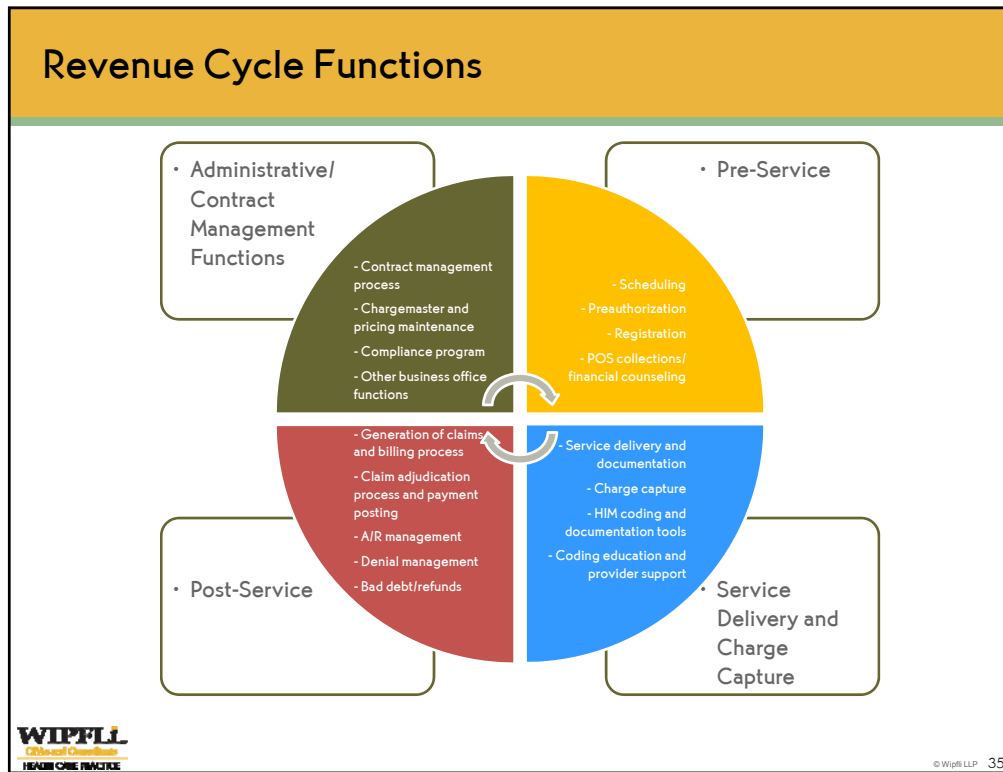 Revenue Cycle Functions
• Administrative/
Contract
Management
Functions
- Contract management
process
- Chargemaster and
pricing maintenance
- Compliance program
- Other business office
functions
• Pre-Service
- Scheduling
- Preauthorization
- Registration
- POS collections/
financial counseling
- Generation of claims
and billing process
- Claim adjudication
process and payment
posting
- A/R management
- Denial management
- Bad debt/refunds
• Post-Service
- Service delivery and
documentation
- Charge capture
- HIM coding and
documentation tools
- Coding education and
provider support
• Service
Delivery and
Charge
Capture
WIPFLI
CPAs and Consultants
HEALTH CARE PRACTICE
© Wipfli LLP 35